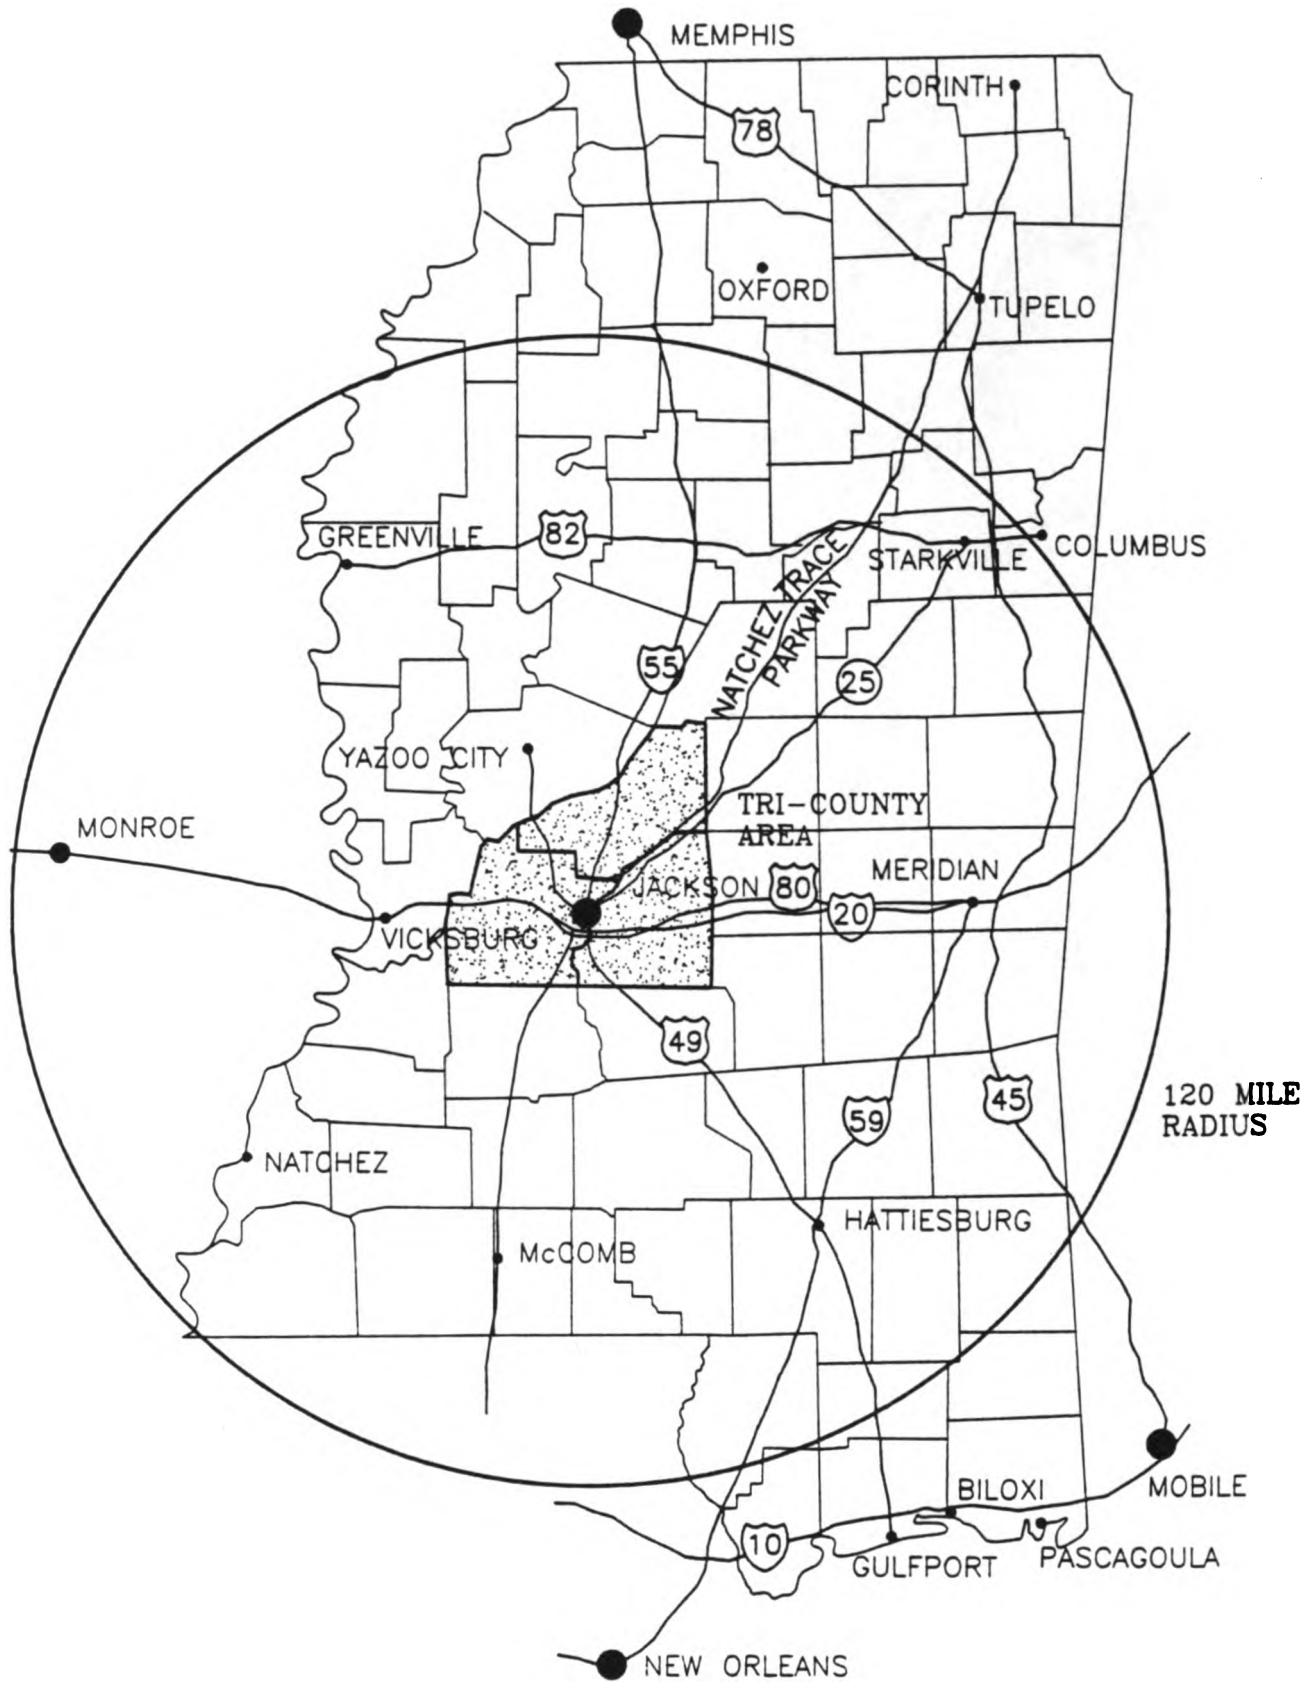 MEMPHIS
CORINTH
78
OXFORD
TUPELO
GREENVILLE
82
COLUMBUS
STARKVILLE
NATCHEZ TRACE
PARKWAY
55
25
YAZOO CITY
TRI-COUNTY
AREA
MONROE
MERIDIAN
JACKSON
80
20
VICKSBURG
49
120 MILE
RADIUS
59
45
NATCHEZ
HATTIESBURG
McCOMB
BILOXI
MOBILE
10
GULFPORT
PASCAGOULA
NEW ORLEANS